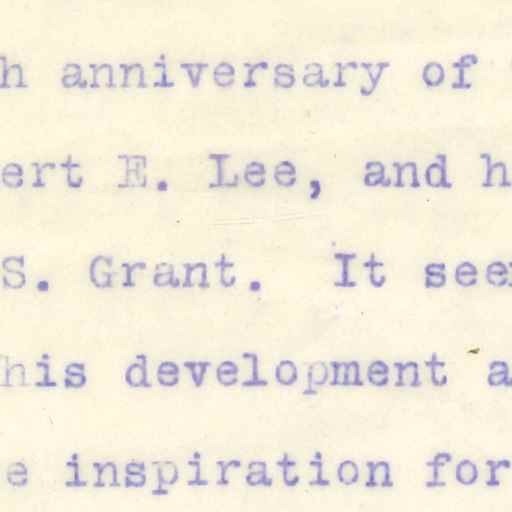 h anniversary of
ert E. Lee, and h
S. Grant. It see
his development a
e inspiration for